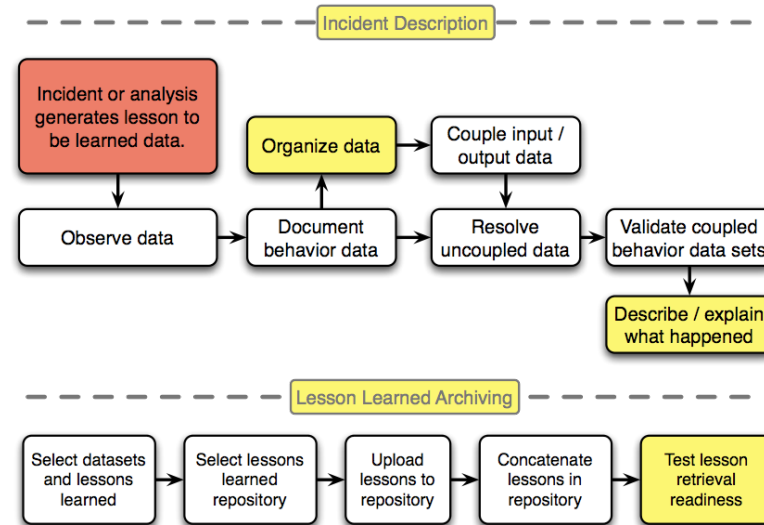 Incident Description
Incident or analysis
generates lesson to
be learned data.
Organize data
Couple input /
output data
Observe data
Document
behavior data
Resolve
uncoupled data
Validate coupled
behavior data sets
Describe / explain
what happened
Lesson Learned Archiving
Select datasets
and lessons
learned
Select lessons
learned
repository
Upload
lessons to
repository
Concatenate
lessons in
repository
Test lesson
retrieval
readiness